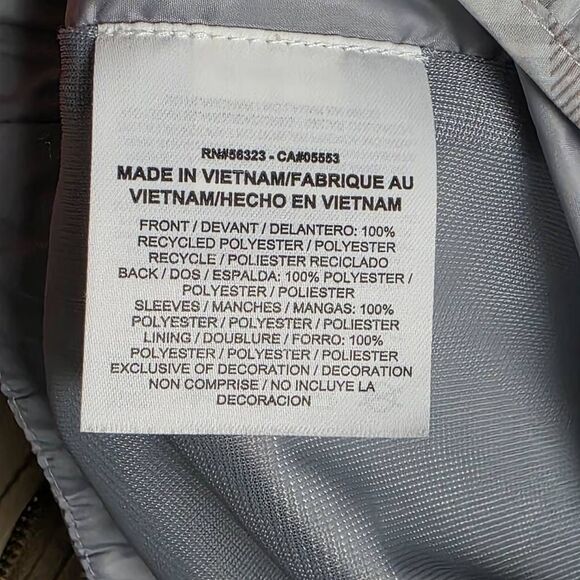 RN#56323 - CA#05553
MADE IN VIETNAM/FABRIQUE AU
VIETNAM/HECHO EN VIETNAM
FRONT / DEVANT / DELANTERO: 100%
RECYCLED POLYESTER / POLYESTER
RECYCLE / POLIESTER RECICLADO
BACK / DOS / ESPALDA: 100% POLYESTER /
POLYESTER / POLIESTER
SLEEVES / MANCHES / MANGAS: 100%
POLYESTER / POLYESTER / POLIESTER
LINING / DOUBLURE / FORRO: 100%
POLYESTER / POLYESTER / POLIESTER
EXCLUSIVE OF DECORATION / DECORATION
NON COMPRISE / NO INCLUYE LA
DECORACION